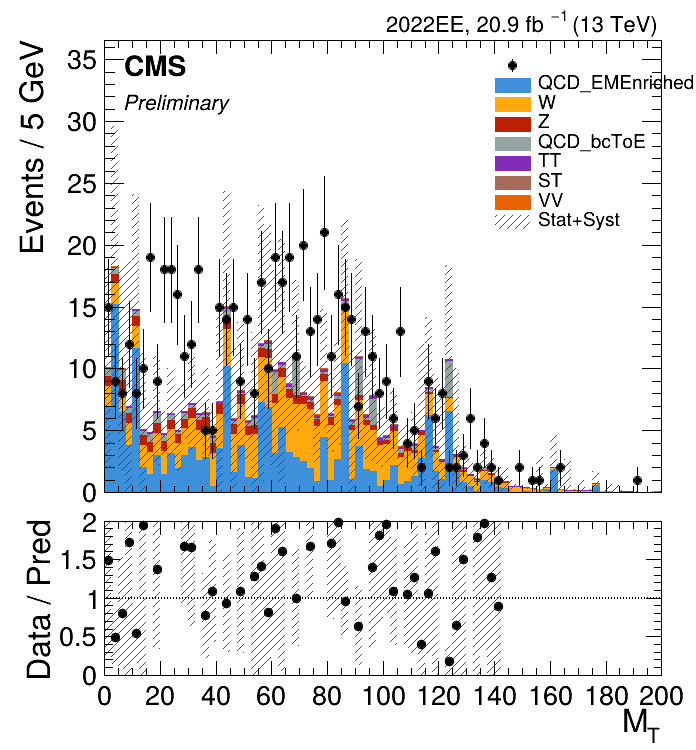 2022EE, 20.9 fb ⁻¹ (13 TeV)
Events / 5 GeV
35
30
25
20
15
10
5
0
CMS
Preliminary
QCD_EMEnriched
W
Z
QCD_bcToE
TT
ST
VV
Stat+Syst
Data / Pred
2
1.5
1
0.5
0
0 20 40 60 80 100 120 140 160 180 200
M_T